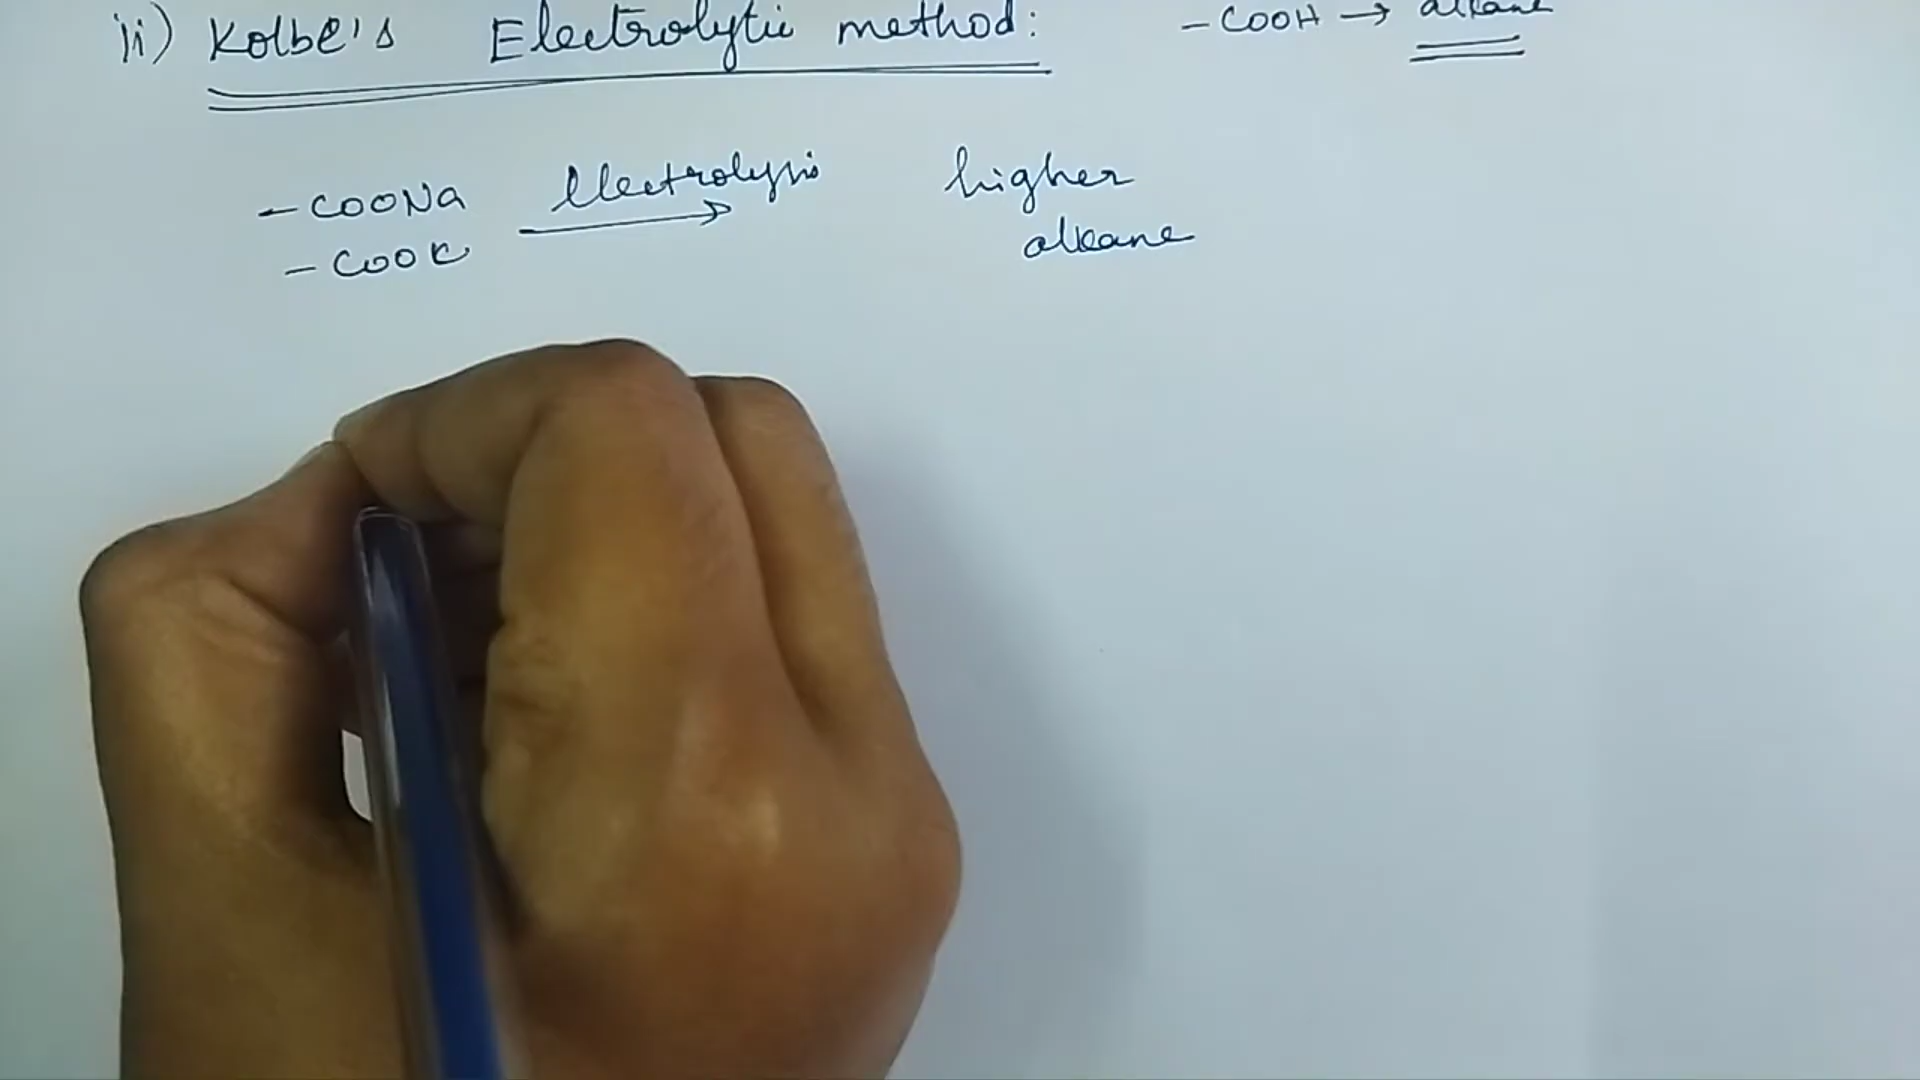 ii) Kolbe's Electrolytic method: -COOH → alkane
-COONa Electrolysis higher
-COOK → alkane